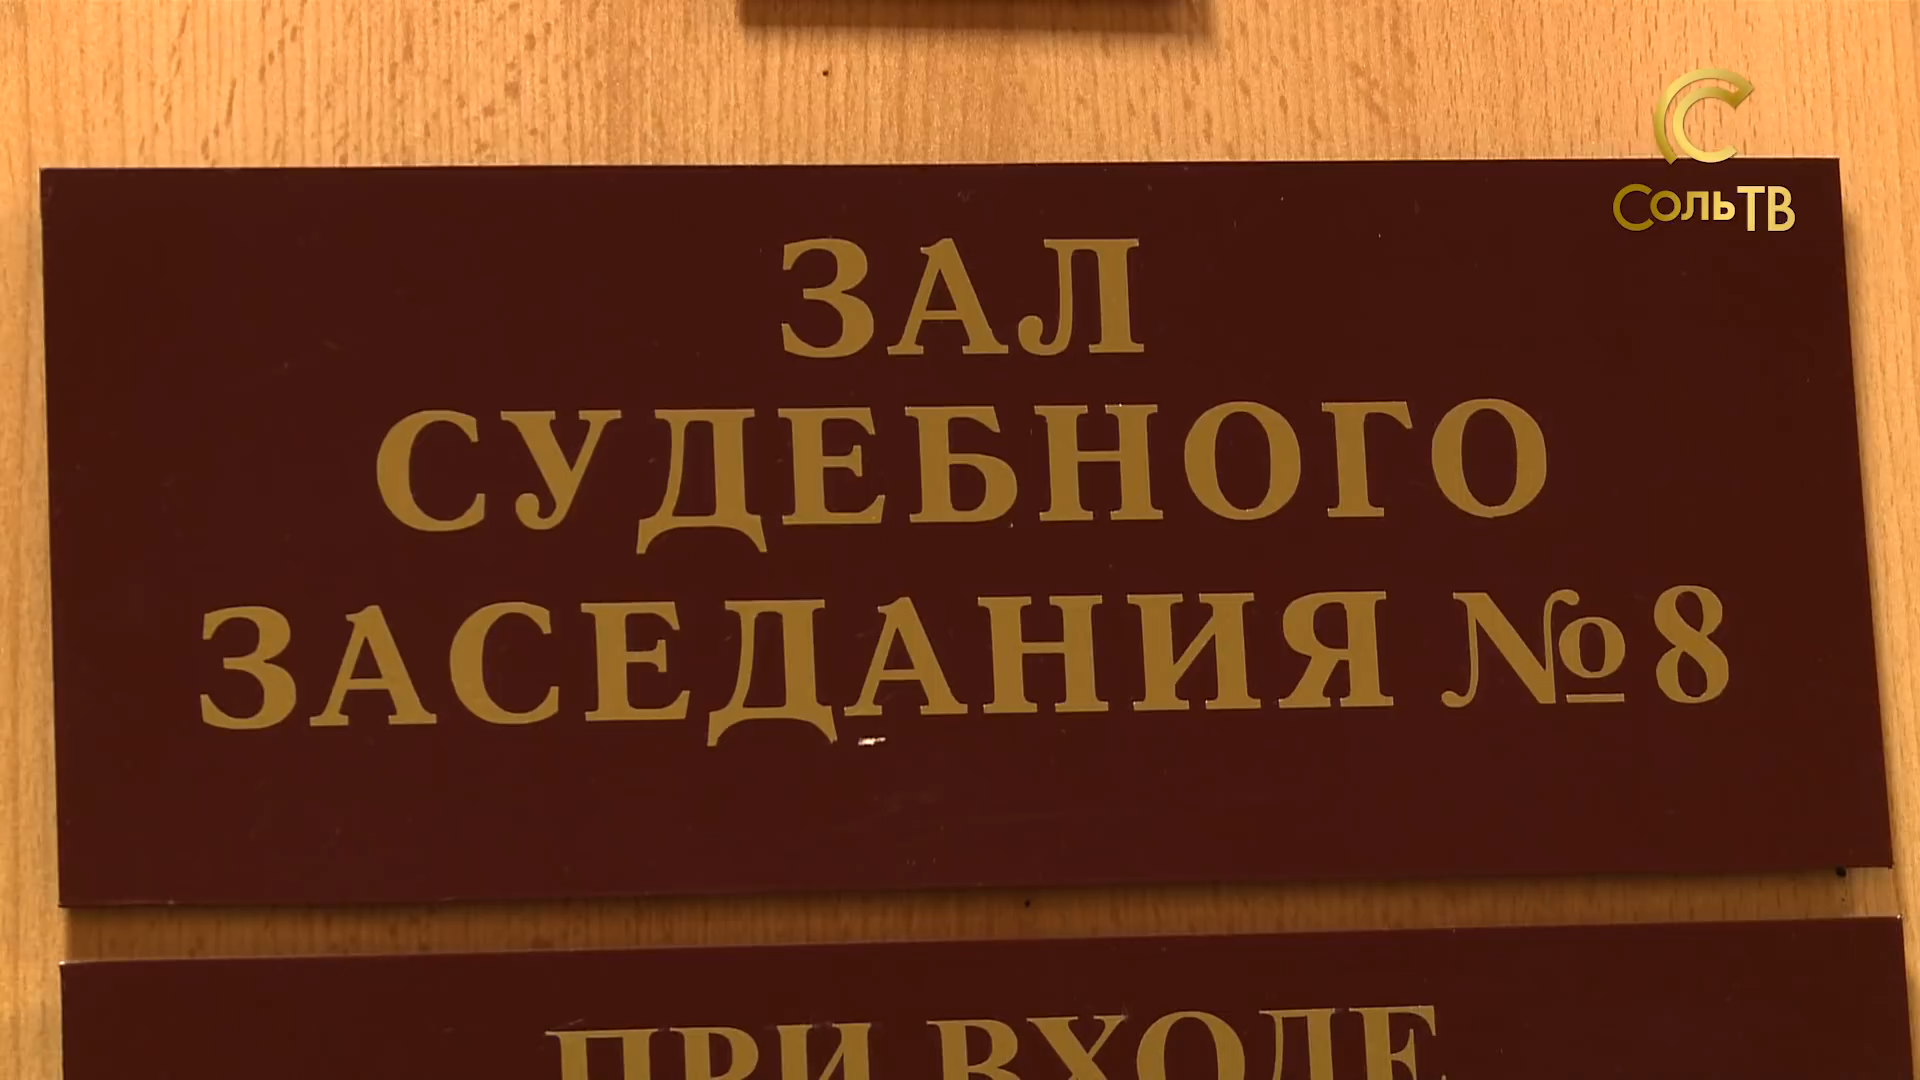 СОЛЬТВ
ЗАЛ
СУДЕБНОГО
ЗАСЕДАНИЯ №8
ПРИ ВХОДЕ